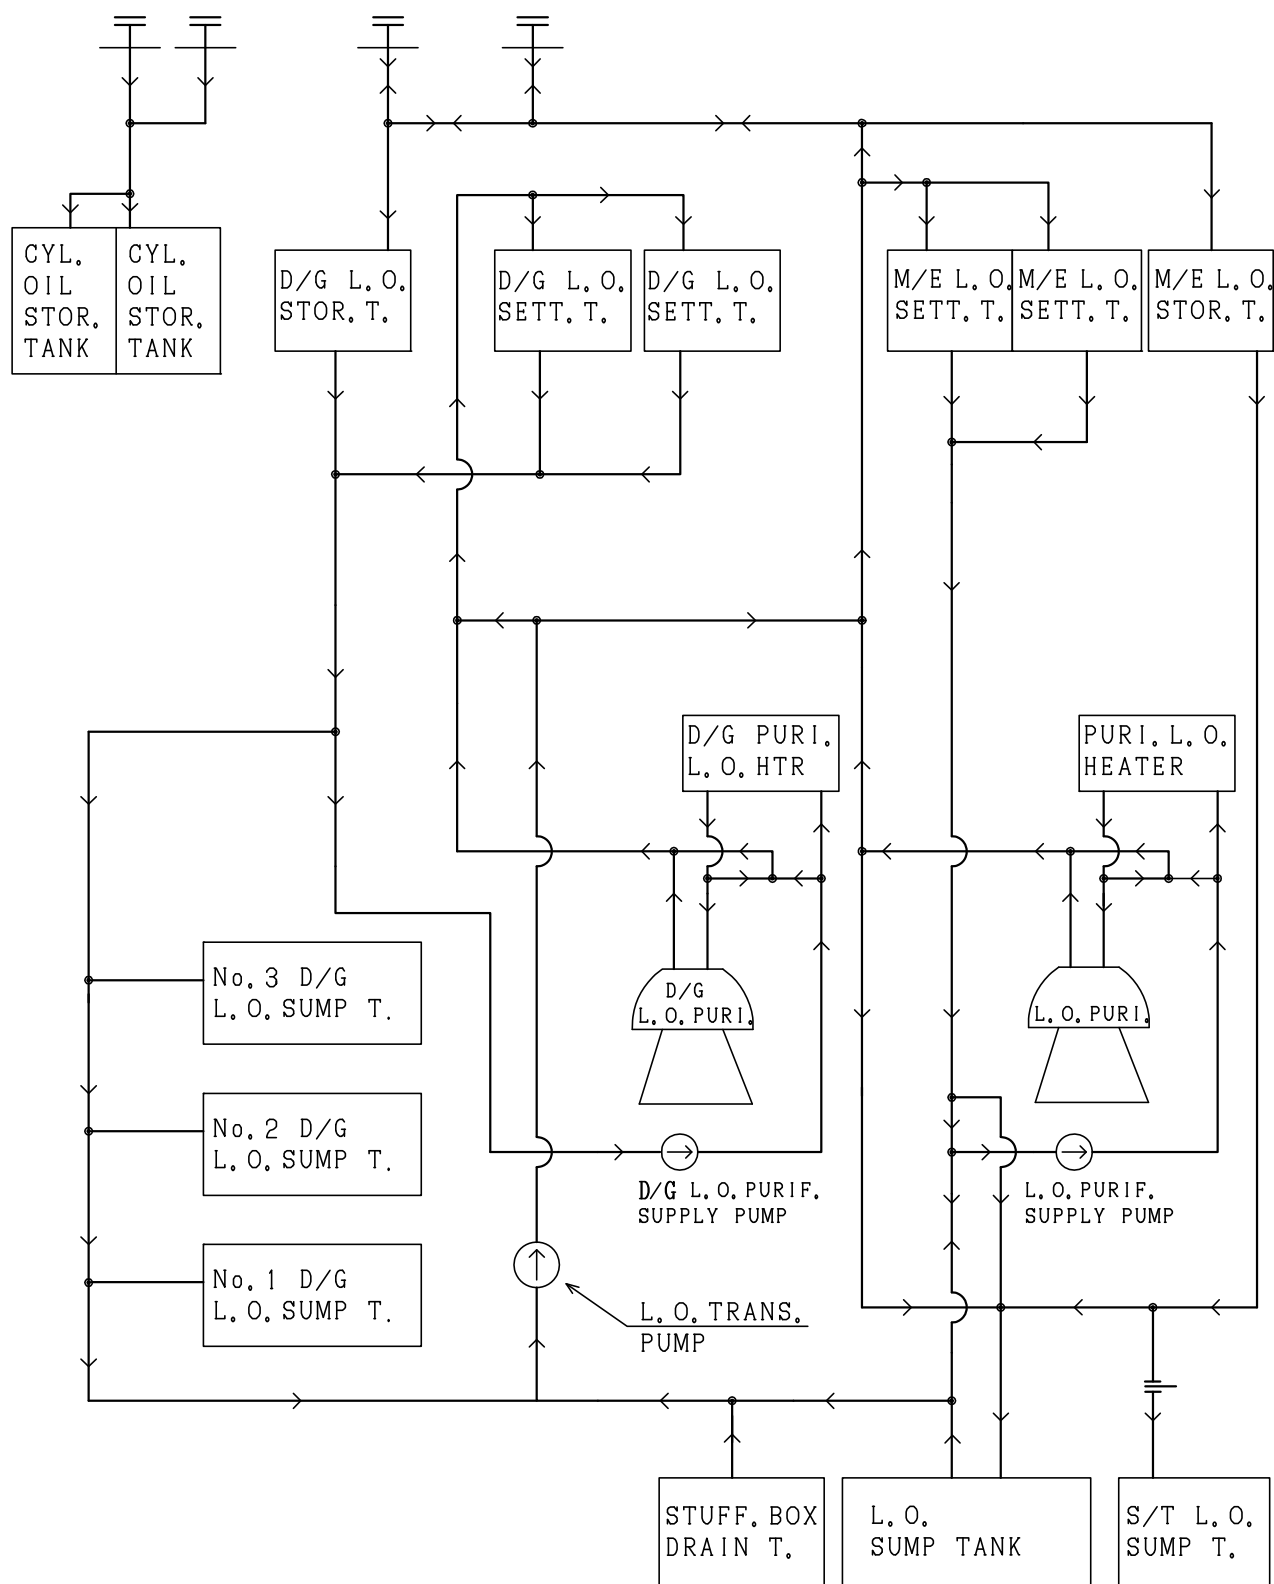 CYL.
OIL
STOR.
TANK
CYL.
OIL
STOR.
TANK
D/G L.O.
STOR.T.
D/G L.O.
SETT.T.
D/G L.O.
SETT.T.
M/E L.O.
SETT.T.
M/E L.O.
SETT.T.
M/E L.O.
STOR.T.
D/G PURI.
L.O.HTR
PURI.L.O.
HEATER
No.3 D/G
L.O.SUMP T.
D/G
L.O.PURI.
L.O.PURI.
No.2 D/G
L.O.SUMP T.
D/G L.O.PURIF.
SUPPLY PUMP
L.O.PURIF.
SUPPLY PUMP
No.1 D/G
L.O.SUMP T.
L.O.TRANS.
PUMP
STUFF.BOX
DRAIN T.
L.O.
SUMP TANK
S/T L.O.
SUMP T.